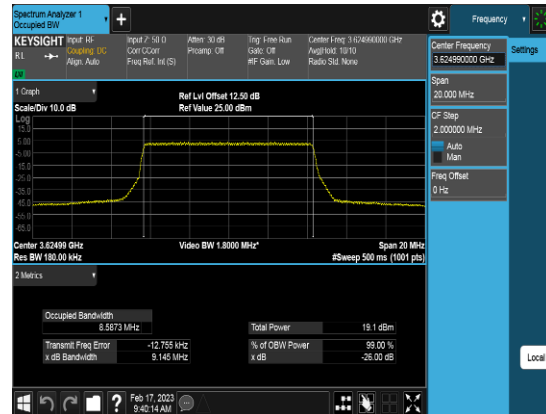 Spectrum Analyzer 1
Occupied BW
+
Frequency
KEYSIGHT Input: RF Input Z: 50 Ω Atten: 30 dB Trig: Free Run Center Freq: 3.624990000 GHz
R L Coupling: DC Corr CCorr Preamp: Off Gate: Off Avg|Hold: 10/10
Align: Auto Freq Ref: Int (S) #IF Gain: Low Radio Std: None
Center Frequency
3.624990000 GHz
Settings
Span
20.000 MHz
CF Step
2.000000 MHz
Auto
Man
Freq Offset
0 Hz
Local
1 Graph
Ref Lvl Offset 12.50 dB
Scale/Div 10.0 dB Ref Value 25.00 dBm
Log
15.0
5.00
-5.00
-15.0
-25.0
-35.0
-45.0
-55.0
-65.0
Center 3.62499 GHz Video BW 1.8000 MHz* Span 20 MHz
Res BW 180.00 kHz #Sweep 500 ms (1001 pts)
2 Metrics
Occupied Bandwidth
8.5873 MHz Total Power 19.1 dBm
Transmit Freq Error -12.755 kHz % of OBW Power 99.00 %
x dB Bandwidth 9.145 MHz x dB -26.00 dB
? Feb 17, 2023
9:40:14 AM